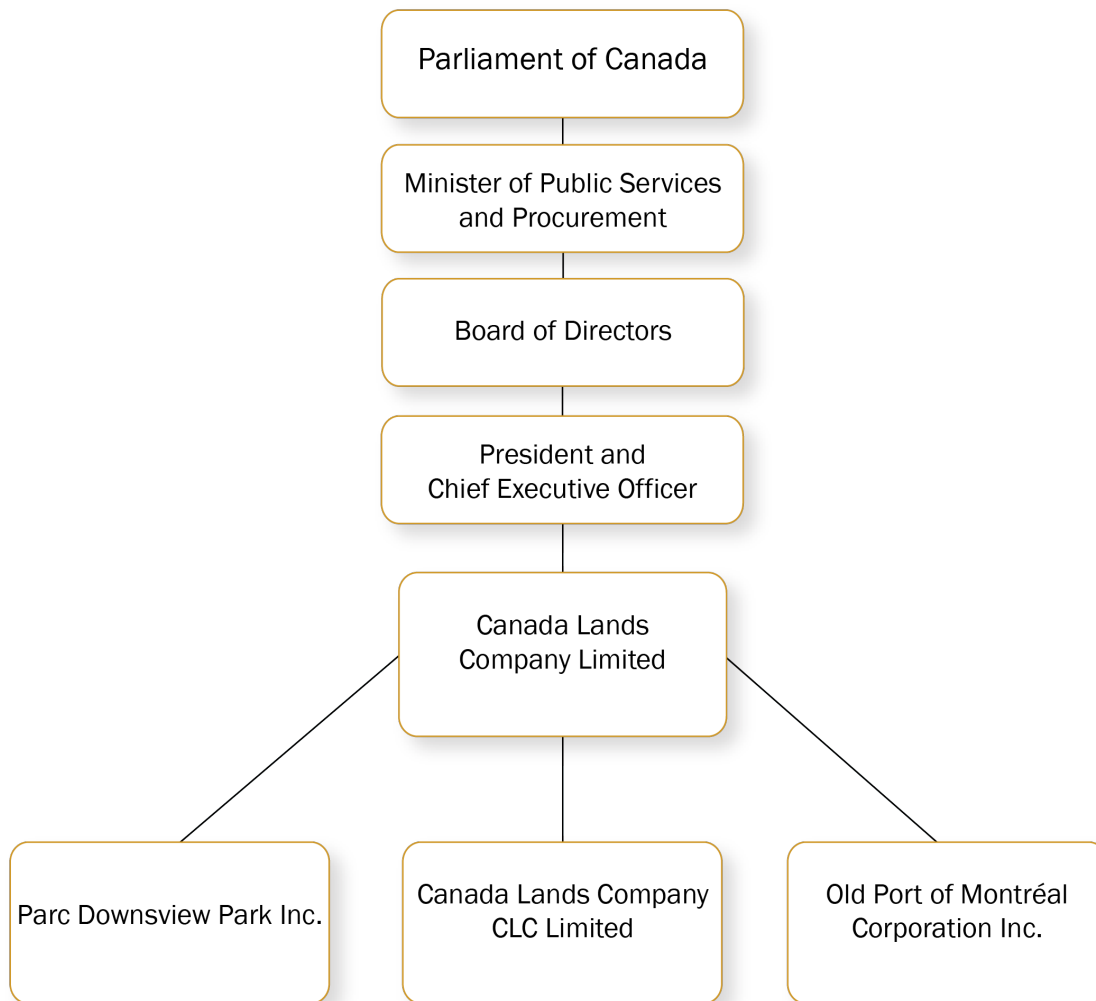 Parliament of Canada
Minister of Public Services
and Procurement
Board of Directors
President and
Chief Executive Officer
Canada Lands
Company Limited
Parc Downsview Park Inc.
Canada Lands Company
CLC Limited
Old Port of Montréal
Corporation Inc.